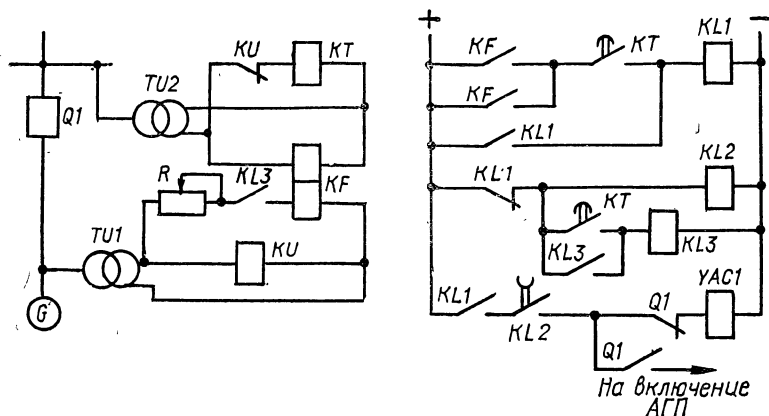 KU
KT
TU2
Q1
R
KL3
KF
TU1
KU
G
+
−
KF
KT
KL1
KF
KL1
KL1
KL2
KT
KL3
KL3
KL1
KL2
Q1
YAC1
Q1
На включение
АГП